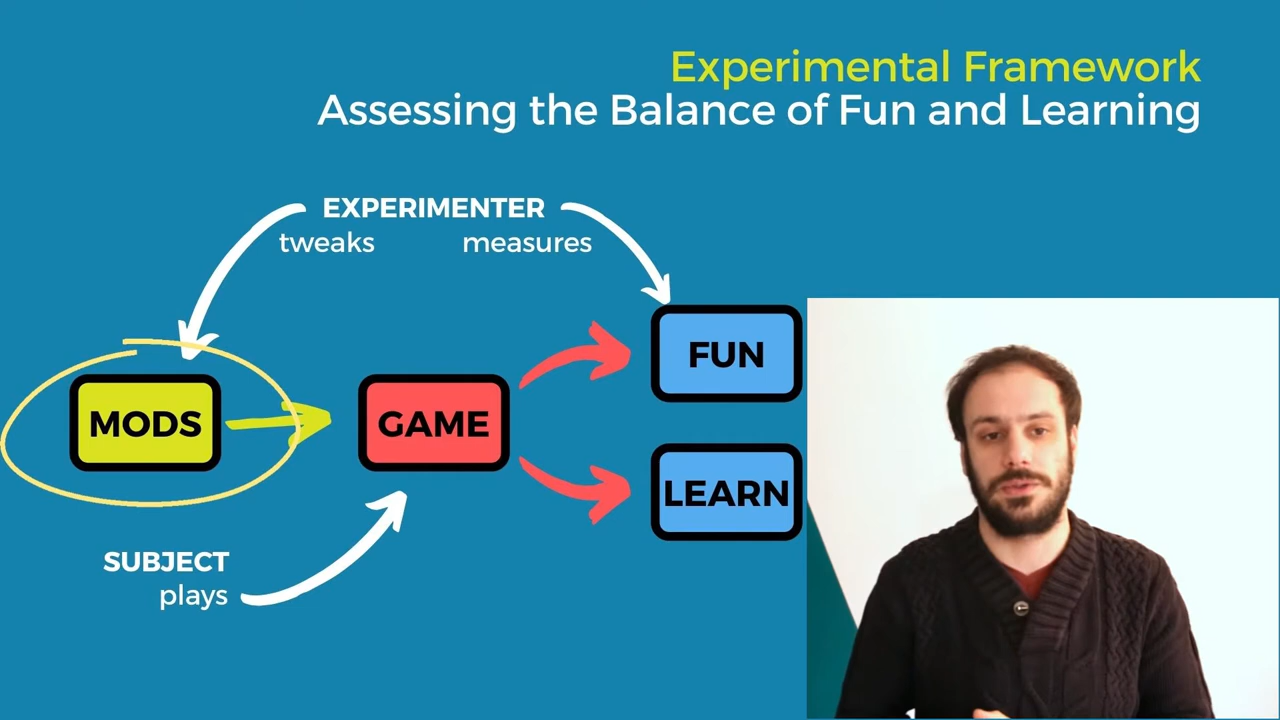 Experimental Framework
Assessing the Balance of Fun and Learning
EXPERIMENTER
tweaks measures
FUN
MODS
GAME
LEARN
SUBJECT
plays